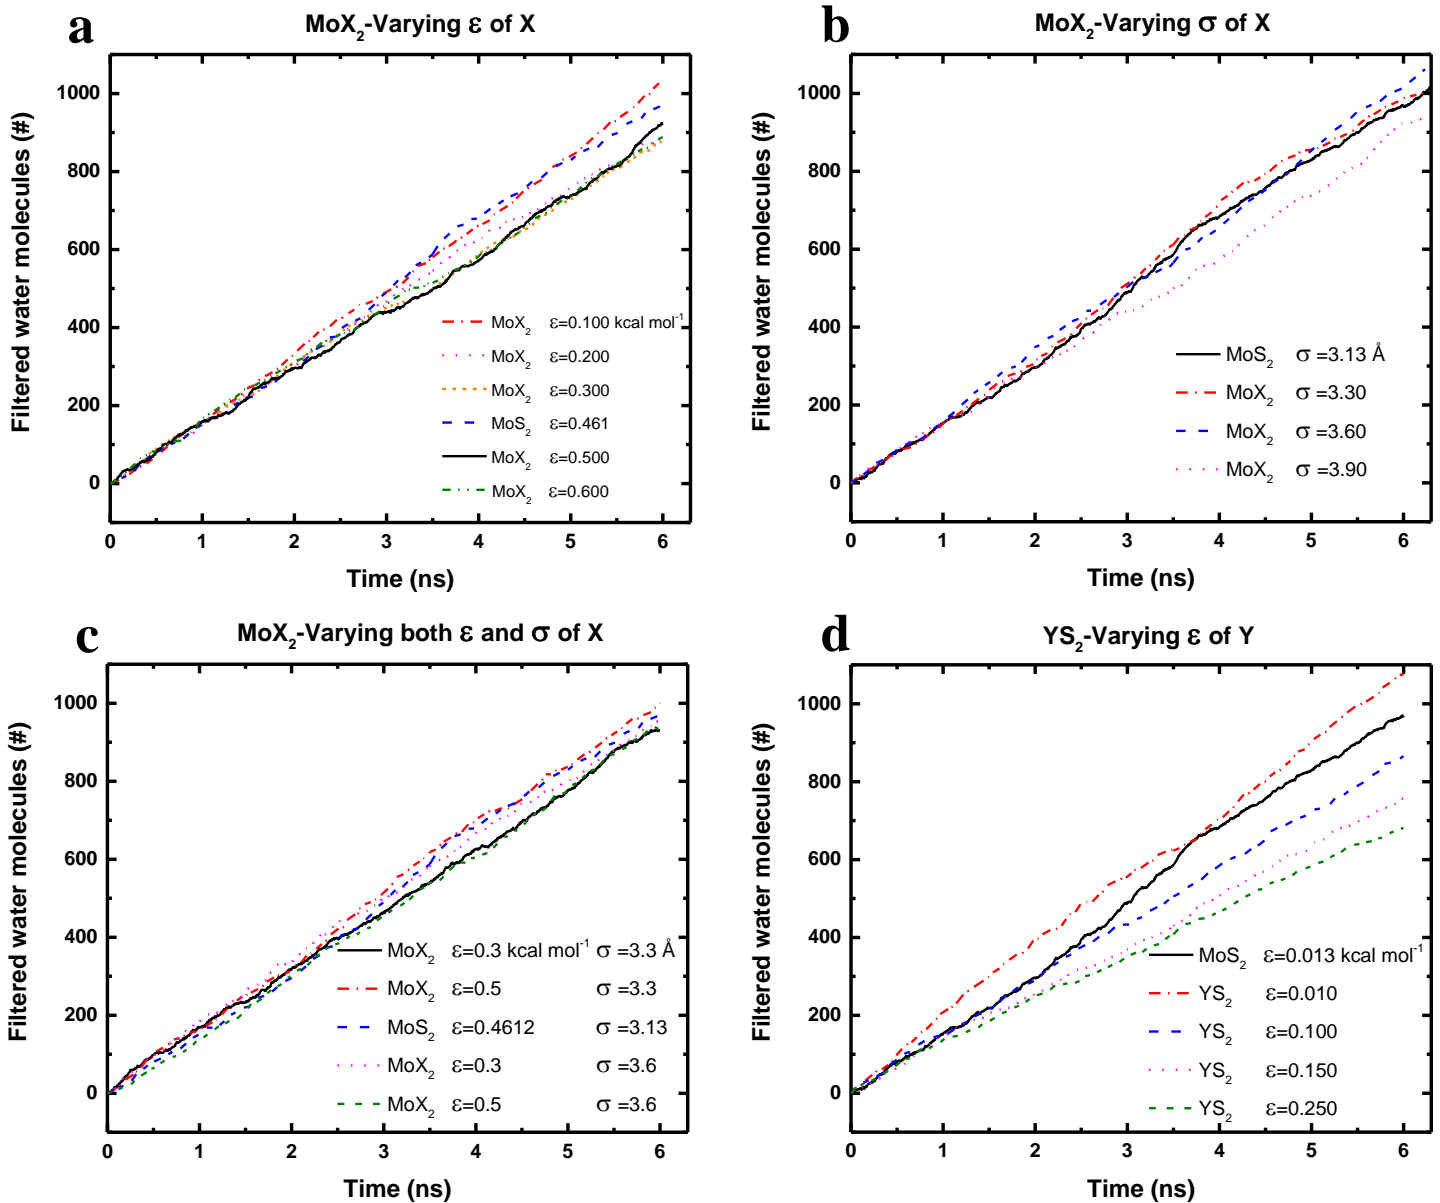 a
MoX₂-Varying ε of X
Filtered water molecules (#)
1000
800
600
400
200
0
MoX₂ ε=0.100 kcal mol⁻¹
MoX₂ ε=0.200
MoX₂ ε=0.300
MoS₂ ε=0.461
MoX₂ ε=0.500
MoX₂ ε=0.600
0 1 2 3 4 5 6
Time (ns)
b
MoX₂-Varying σ of X
Filtered water molecules (#)
1000
800
600
400
200
0
MoS₂ σ =3.13 Å
MoX₂ σ =3.30
MoX₂ σ =3.60
MoX₂ σ =3.90
0 1 2 3 4 5 6
Time (ns)
c
MoX₂-Varying both ε and σ of X
Filtered water molecules (#)
1000
800
600
400
200
0
MoX₂ ε=0.3 kcal mol⁻¹ σ =3.3 Å
MoX₂ ε=0.5 σ =3.3
MoS₂ ε=0.4612 σ =3.13
MoX₂ ε=0.3 σ =3.6
MoX₂ ε=0.5 σ =3.6
0 1 2 3 4 5 6
Time (ns)
d
YS₂-Varying ε of Y
Filtered water molecules (#)
1000
800
600
400
200
0
MoS₂ ε=0.013 kcal mol⁻¹
YS₂ ε=0.010
YS₂ ε=0.100
YS₂ ε=0.150
YS₂ ε=0.250
0 1 2 3 4 5 6
Time (ns)